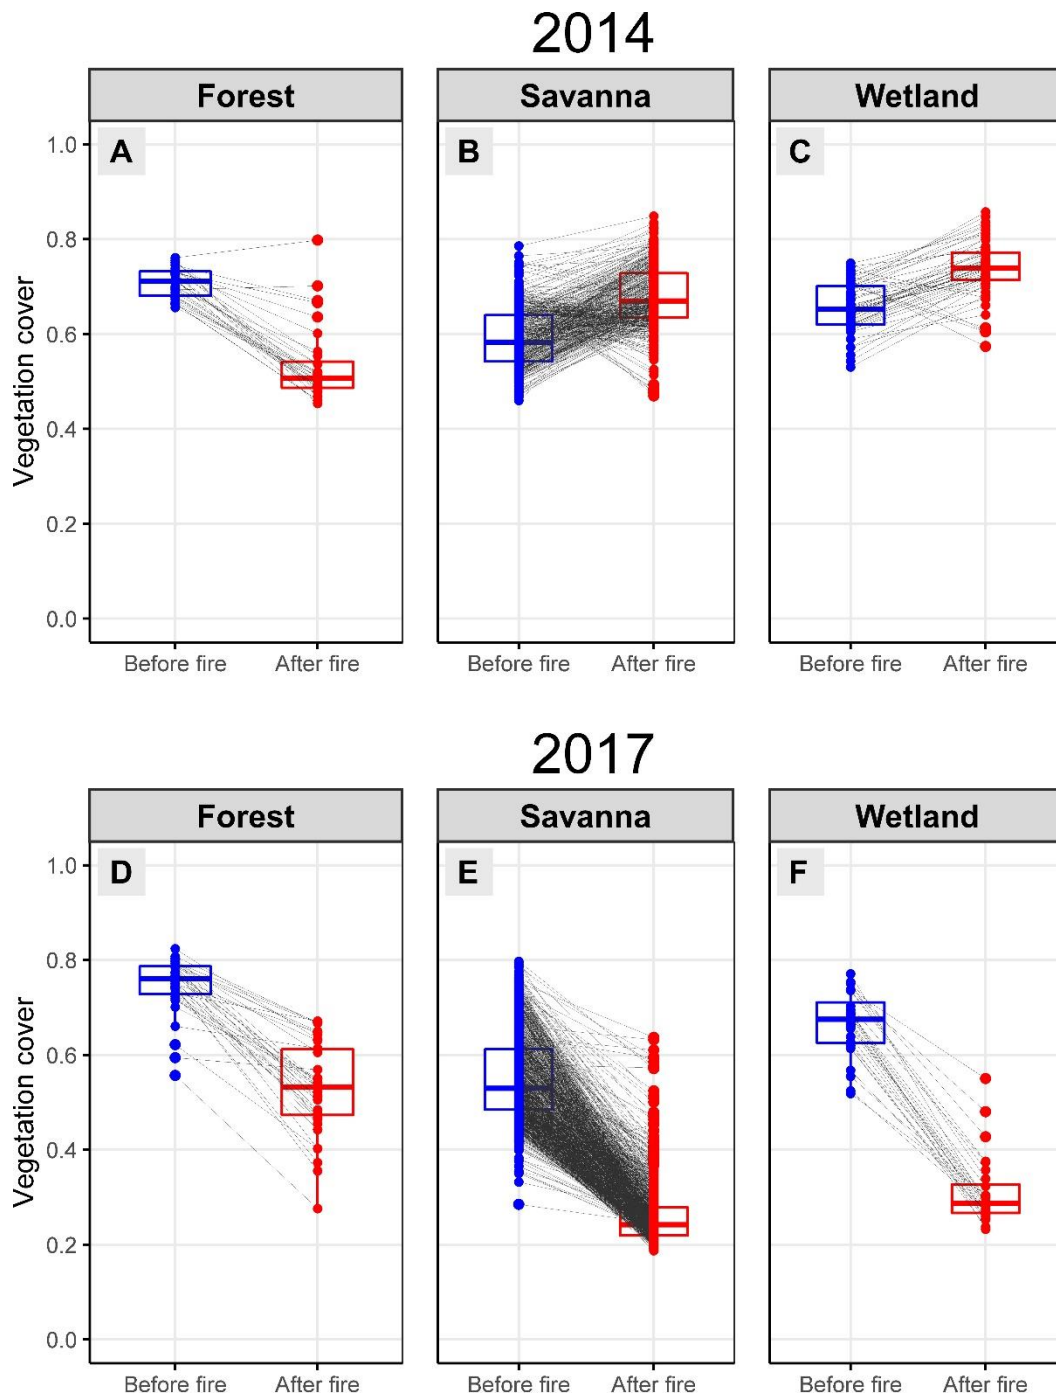 2014
Forest Savanna Wetland
A B C
1.0
0.8
0.6
0.4
0.2
0.0
Vegetation cover
Before fire After fire Before fire After fire Before fire After fire
2017
Forest Savanna Wetland
D E F
1.0
0.8
0.6
0.4
0.2
0.0
Vegetation cover
Before fire After fire Before fire After fire Before fire After fire